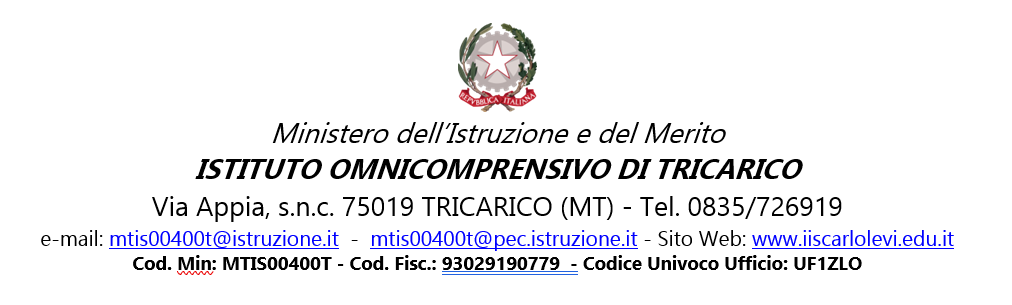 REPVBBLICA ITALIANA
Ministero dell'Istruzione e del Merito
ISTITUTO OMNICOMPRENSIVO DI TRICARICO
Via Appia, s.n.c. 75019 TRICARICO (MT) - Tel. 0835/726919
e-mail: mtis00400t@istruzione.it - mtis00400t@pec.istruzione.it - Sito Web: www.iiscarlolevi.edu.it
Cod. Min: MTIS00400T - Cod. Fisc.: 93029190779 - Codice Univoco Ufficio: UF1ZLO